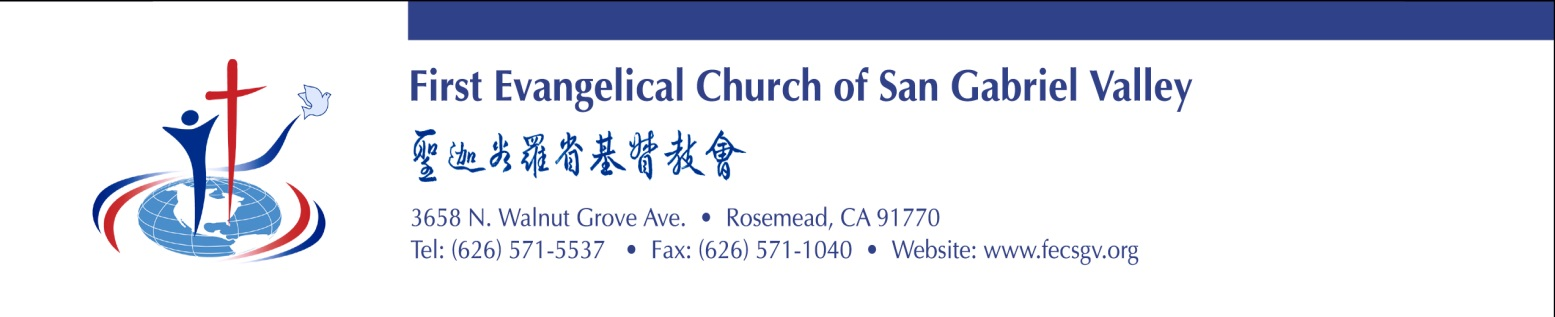 First Evangelical Church of San Gabriel Valley
聖迦谷羅省基督教會
3658 N. Walnut Grove Ave. • Rosemead, CA 91770
Tel: (626) 571-5537 • Fax: (626) 571-1040 • Website: www.fecsgv.org